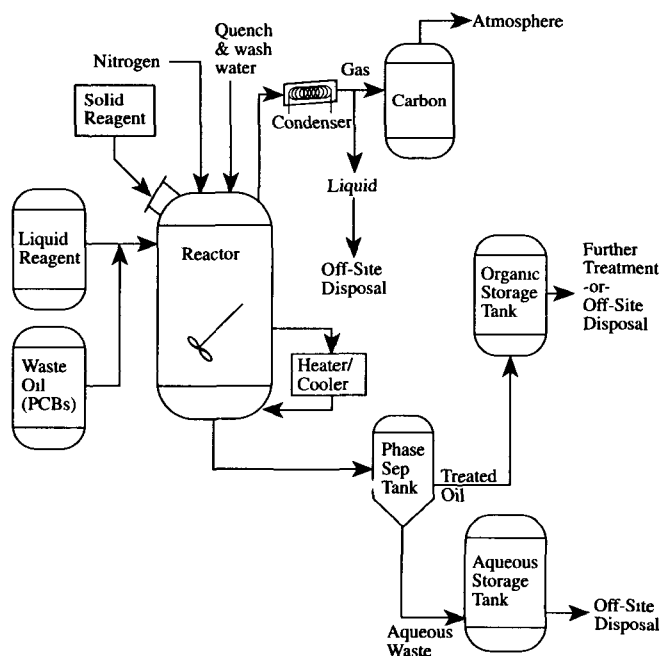 Quench
& wash
water
Atmosphere
Nitrogen
Gas
Solid
Reagent
Carbon
Condenser
Liquid
Liquid
Reagent
Reactor
Off-Site
Disposal
Organic
Storage
Tank
Further
Treatment
-or-
Off-Site
Disposal
Waste
Oil
(PCBs)
Heater/
Cooler
Phase
Sep
Tank
Treated
Oil
Aqueous
Storage
Tank
Off-Site
Disposal
Aqueous
Waste